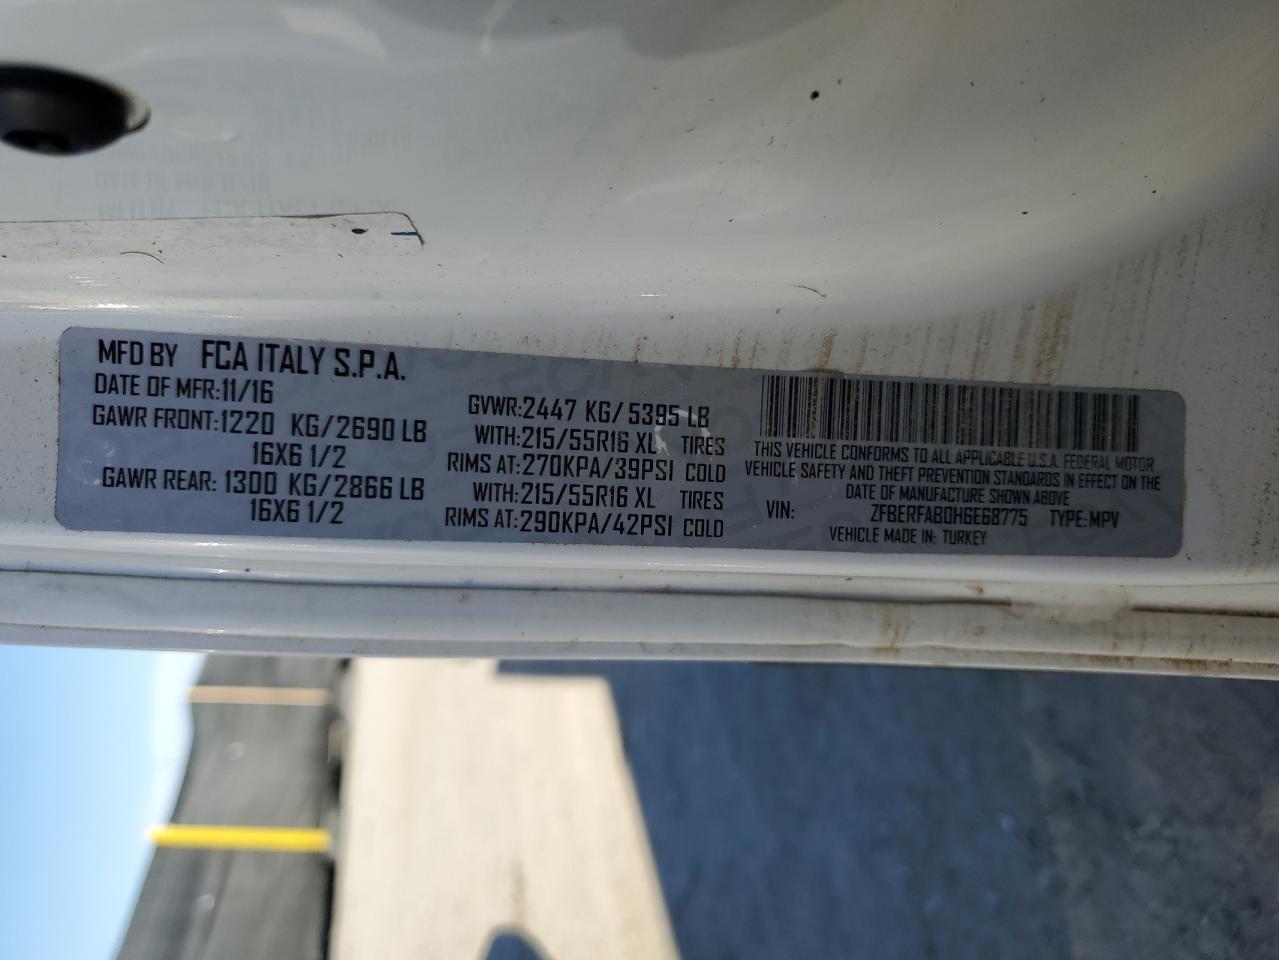 MFD BY FCA ITALY S.P.A.
DATE OF MFR:11/16
GAWR FRONT:1220 KG/2690 LB
16X6 1/2
GAWR REAR: 1300 KG/2866 LB
16X6 1/2
GVWR:2447 KG/5395 LB
WITH:215/55R16 XL TIRES
RIMS AT:270KPA/39PSI COLD
WITH:215/55R16 XL TIRES
RIMS AT:290KPA/42PSI COLD
THIS VEHICLE CONFORMS TO ALL APPLICABLE U.S.A. FEDERAL MOTOR
VEHICLE SAFETY AND THEFT PREVENTION STANDARDS IN EFFECT ON THE
DATE OF MANUFACTURE SHOWN ABOVE
VIN: ZFBERFAB0H6E68775 TYPE:MPV
VEHICLE MADE IN: TURKEY